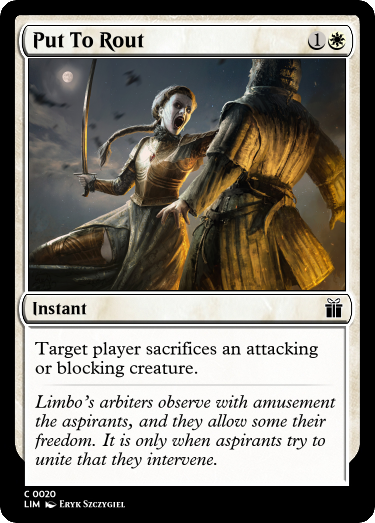 Put To Rout
1
Instant
Target player sacrifices an attacking
or blocking creature.
Limbo's arbiters observe with amusement
the aspirants, and they allow some their
freedom. It is only when aspirants try to
unite that they intervene.
C 0020
LIM Eryk Szczygiel